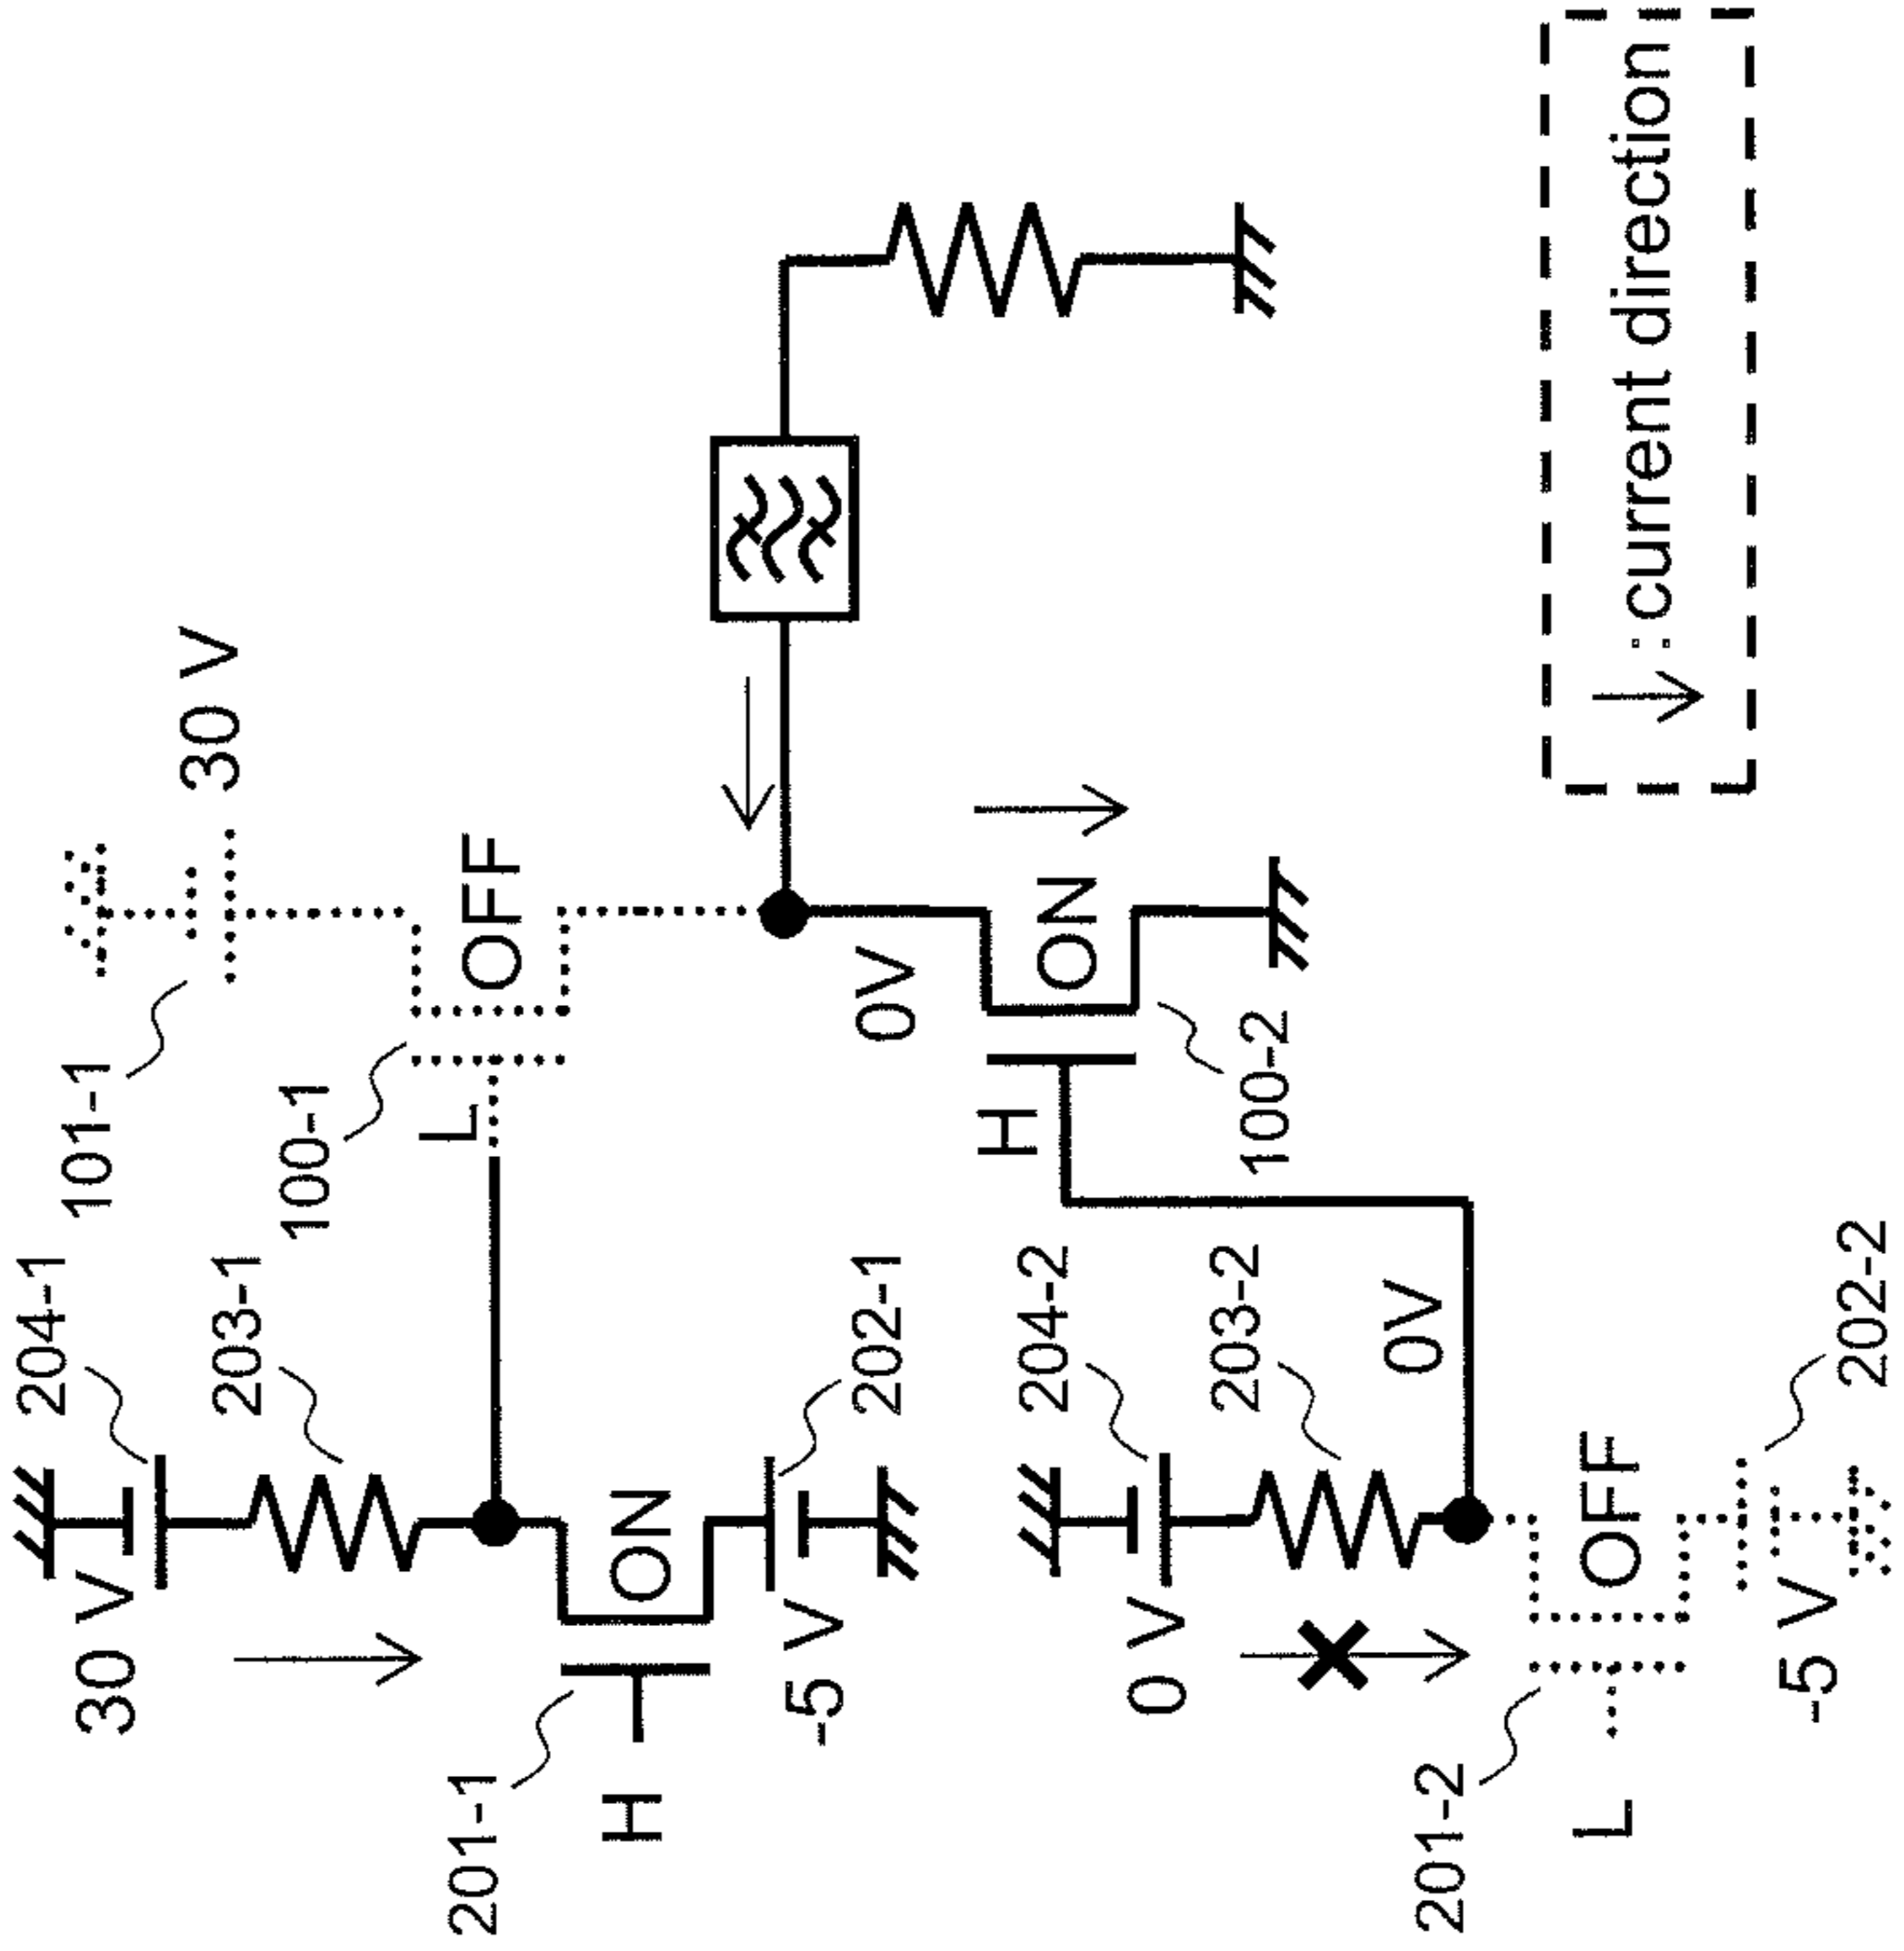 204-1
30 V
203-1
101-1
30 V
100-1
L
OFF
201-1
H
ON
-5 V
202-1
0V
H
ON
100-2
204-2
0 V
203-2
0V
201-2
L
OFF
-5 V
202-2
:current direction